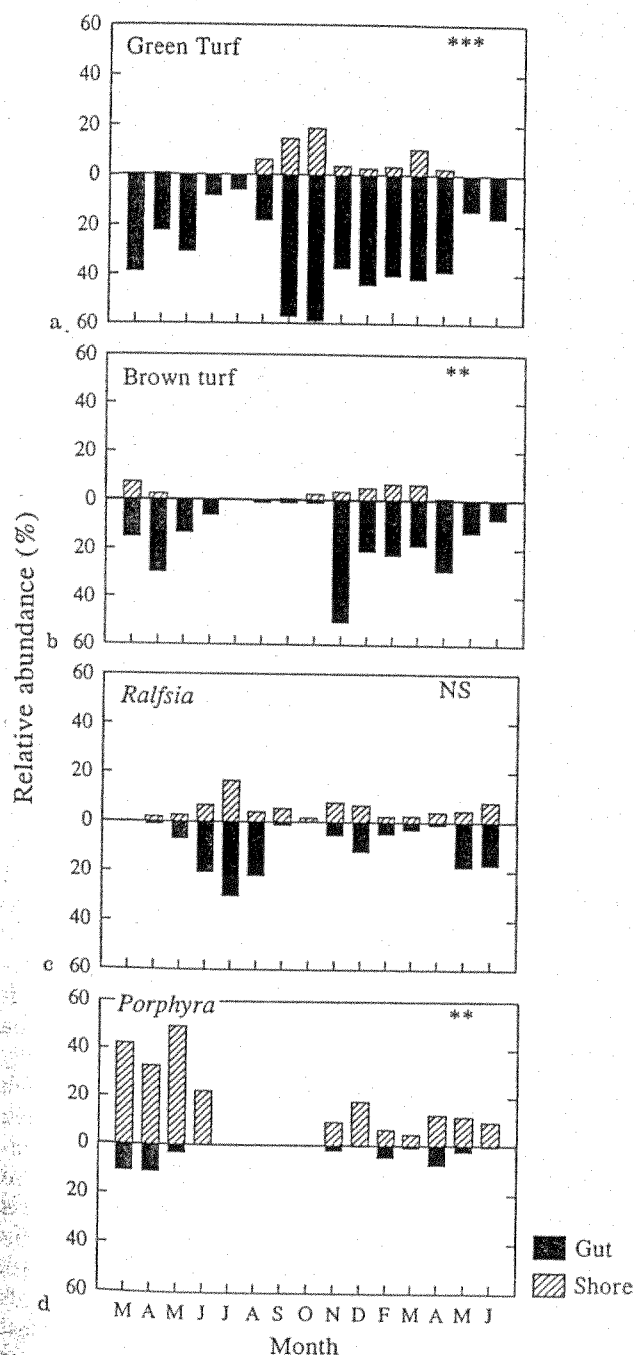 60
Green Turf ***
40
20
0
20
40
60
a.
60
Brown turf **
40
20
0
20
40
60
b
60
Ralfsia NS
40
20
0
20
40
60
c
60
Porphyra **
40
20
0
20
40
60
d
M A M J J A S O N D F M A M J
Month
Relative abundance (%)
Gut
Shore